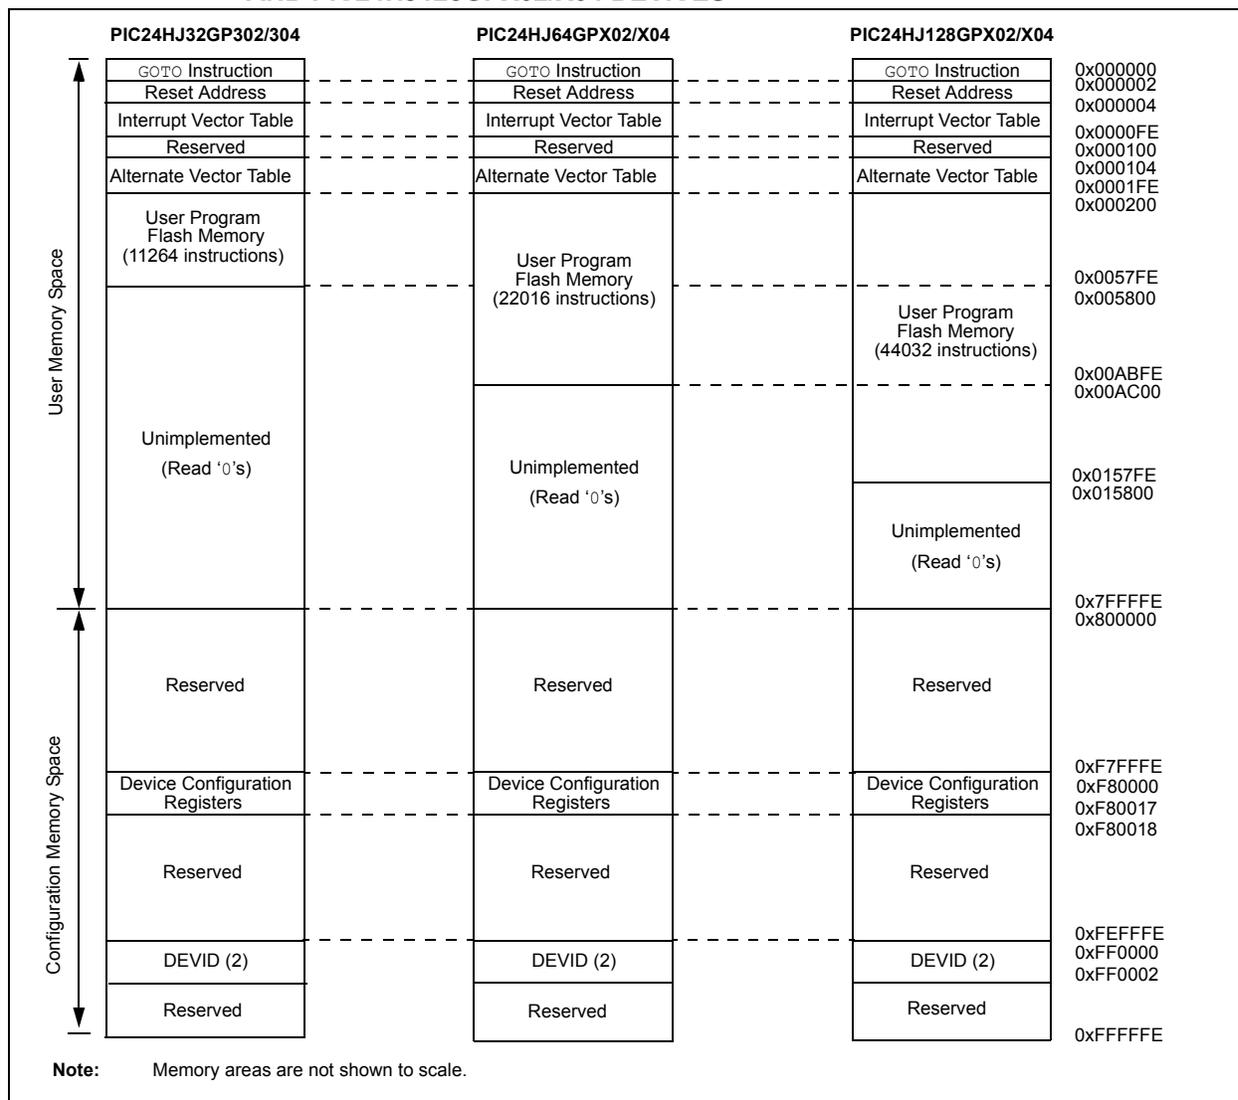 PIC24HJ32GP302/304 PIC24HJ64GPX02/X04 PIC24HJ128GPX02/X04
GOTO Instruction GOTO Instruction GOTO Instruction 0x000000
0x000002
Reset Address Reset Address Reset Address
0x000004
Interrupt Vector Table Interrupt Vector Table Interrupt Vector Table
0x0000FE
Reserved Reserved Reserved 0x000100
0x000104
Alternate Vector Table Alternate Vector Table Alternate Vector Table
0x0001FE
0x000200
User Program
Flash Memory
(11264 instructions)
User Program
Flash Memory
(22016 instructions)
0x0057FE
0x005800
User Program
Flash Memory
(44032 instructions)
User Memory Space
0x00ABFE
0x00AC00
Unimplemented
(Read ‘0’s)
Unimplemented
(Read ‘0’s)
0x0157FE
0x015800
Unimplemented
(Read ‘0’s)
0x7FFFFE
0x800000
Reserved Reserved Reserved
Configuration Memory Space
0xF7FFFE
Device Configuration
Registers
Device Configuration
Registers
Device Configuration
Registers
0xF80000
0xF80017
0xF80018
Reserved Reserved Reserved
0xFEFFFE
0xFF0000
DEVID (2) DEVID (2) DEVID (2)
0xFF0002
Reserved Reserved Reserved
0xFFFFFE
Note: Memory areas are not shown to scale.